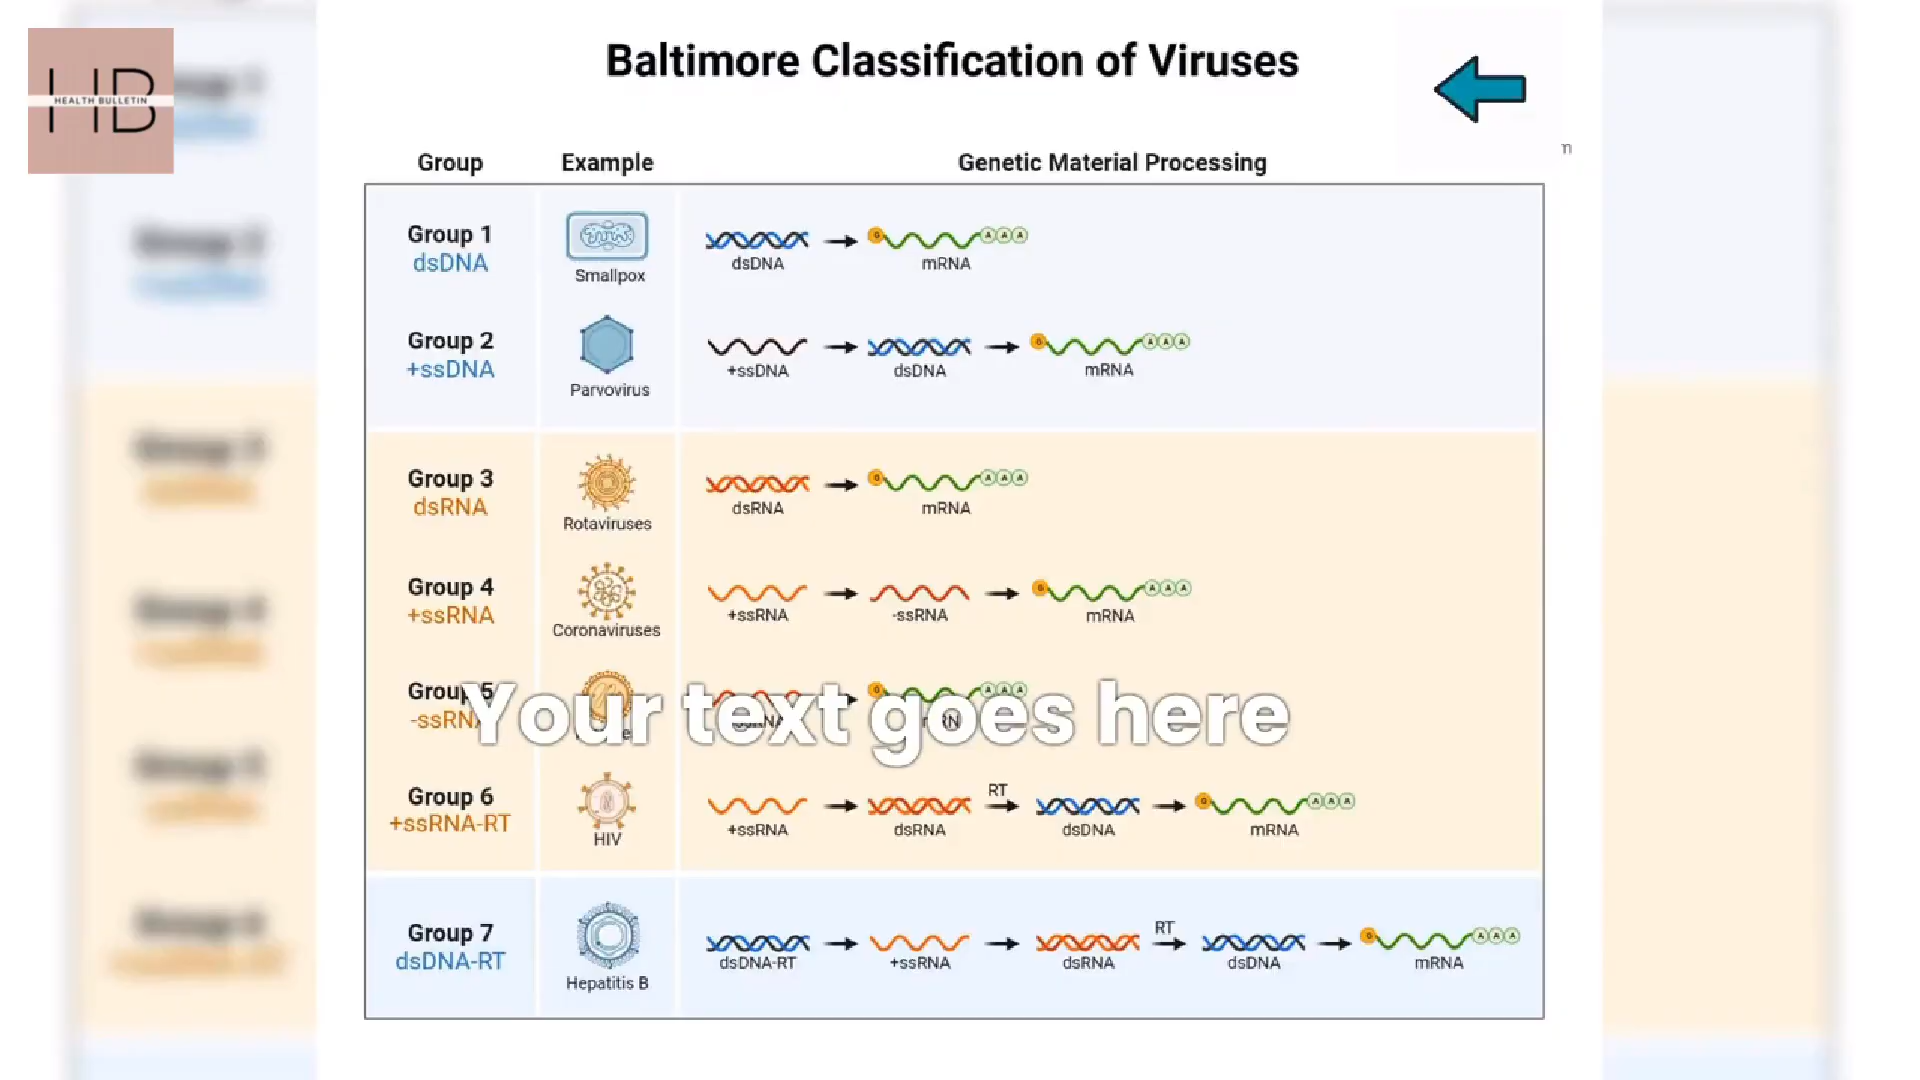 HB
HEALTH BULLETIN
Baltimore Classification of Viruses
m
Group Example Genetic Material Processing
Group 1
dsDNA
Smallpox
dsDNA
G A A A
mRNA
Group 2
+ssDNA
Parvovirus
+ssDNA
dsDNA
G A A A
mRNA
Group 3
dsRNA
Rotaviruses
dsRNA
G A A A
mRNA
Group 4
+ssRNA
Coronaviruses
+ssRNA
-ssRNA
G A A A
mRNA
Group 5
-ssRNA
G A A A
Your text goes here
Group 6
+ssRNA-RT
HIV
+ssRNA
dsRNA
RT
dsDNA
G A A A
mRNA
Group 7
dsDNA-RT
Hepatitis B
dsDNA-RT
+ssRNA
dsRNA
RT
dsDNA
G A A A
mRNA